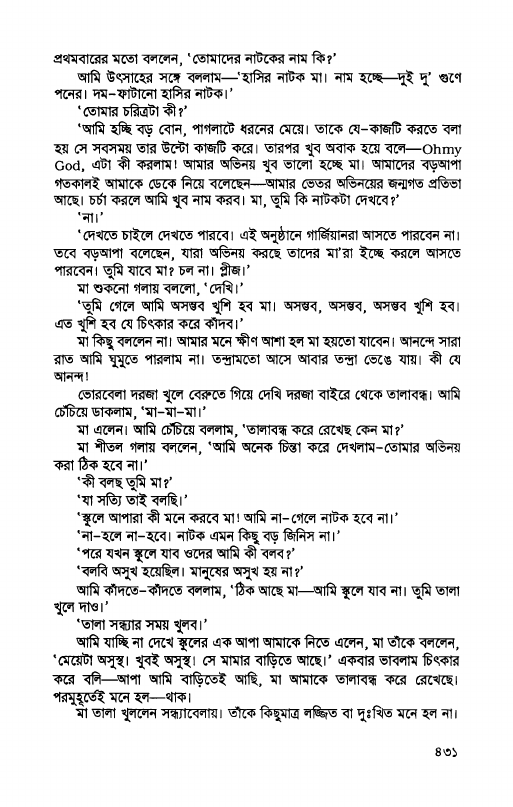 প্রথমবারের মতো বললেন, ‘তোমাদের নাটকের নাম কি?’
আমি উৎসাহের সঙ্গে বললাম—‘হাসির নাটক মা। নাম হচ্ছে—দুই দু’ গুণে
পনের। দম-ফাটানো হাসির নাটক।’
‘তোমার চরিত্রটা কী?’
‘আমি হচ্ছি বড় বোন, পাগলাটে ধরনের মেয়ে। তাকে যে-কাজটি করতে বলা
হয় সে সবসময় তার উল্টো কাজটি করে। তারপর খুব অবাক হয়ে বলে—Ohmy
God, এটা কী করলাম! আমার অভিনয় খুব ভালো হচ্ছে মা। আমাদের বড়আপা
গতকালই আমাকে ডেকে নিয়ে বলেছেন—আমার ভেতর অভিনয়ের জন্মগত প্রতিভা
আছে। চর্চা করলে আমি খুব নাম করব। মা, তুমি কি নাটকটা দেখবে?’
‘না।’
‘দেখতে চাইলে দেখতে পারবে। এই অনুষ্ঠানে গার্জিয়ানরা আসতে পারবেন না।
তবে বড়আপা বলেছেন, যারা অভিনয় করছে তাদের মা’রা ইচ্ছে করলে আসতে
পারবেন। তুমি যাবে মা? চল না। প্লীজ।’
মা শুকনো গলায় বললো, ‘দেখি।’
‘তুমি গেলে আমি অসম্ভব খুশি হব মা। অসম্ভব, অসম্ভব, অসম্ভব খুশি হব।
এত খুশি হব যে চিৎকার করে কাঁদব।’
মা কিছু বললেন না। আমার মনে ক্ষীণ আশা হল মা হয়তো যাবেন। আনন্দে সারা
রাত আমি ঘুমুতে পারলাম না। তন্দ্রামতো আসে আবার তন্দ্রা ভেঙে যায়। কী যে
আনন্দ!
ভোরবেলা দরজা খুলে বেরুতে গিয়ে দেখি দরজা বাইরে থেকে তালাবন্ধ। আমি
চেঁচিয়ে ডাকলাম, ‘মা-মা-মা।’
মা এলেন। আমি চেঁচিয়ে বললাম, ‘তালাবন্ধ করে রেখেছ কেন মা?’
মা শীতল গলায় বললেন, ‘আমি অনেক চিন্তা করে দেখলাম-তোমার অভিনয়
করা ঠিক হবে না।’
‘কী বলছ তুমি মা?’
‘যা সত্যি তাই বলছি।’
‘স্কুলে আপারা কী মনে করবে মা! আমি না-গেলে নাটক হবে না।’
‘না-হলে না-হবে। নাটক এমন কিছু বড় জিনিস না।’
‘পরে যখন স্কুলে যাব ওদের আমি কী বলব?’
‘বলবি অসুখ হয়েছিল। মানুষের অসুখ হয় না?’
আমি কাঁদতে-কাঁদতে বললাম, ‘ঠিক আছে মা—আমি স্কুলে যাব না। তুমি তালা
খুলে দাও।’
‘তালা সন্ধ্যার সময় খুলব।’
আমি যাচ্ছি না দেখে স্কুলের এক আপা আমাকে নিতে এলেন, মা তাঁকে বললেন,
‘মেয়েটা অসুস্থ। খুবই অসুস্থ। সে মামার বাড়িতে আছে।’ একবার ভাবলাম চিৎকার
করে বলি—আপা আমি বাড়িতেই আছি, মা আমাকে তালাবন্ধ করে রেখেছে।
পরমুহূর্তেই মনে হল—থাক।
মা তালা খুললেন সন্ধ্যাবেলায়। তাঁকে কিছুমাত্র লজ্জিত বা দুঃখিত মনে হল না।
৪৩১